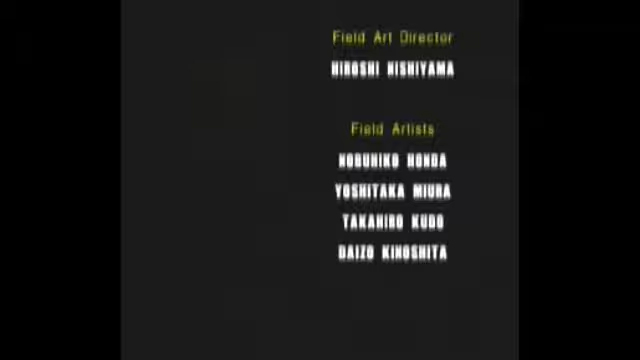 Field Art Director
HIROSHI NISHIYAMA
Field Artists
NOBUHIKO HONDA
YOSHITAKA MIURA
TAKAHIRO KUDO
DAIZO KINOSHITA